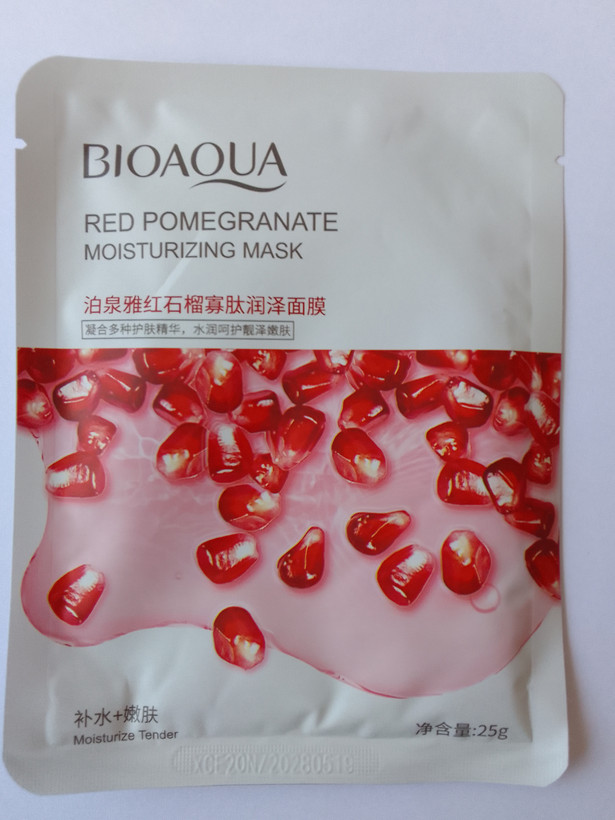 BIOAQUA
RED POMEGRANATE
MOISTURIZING MASK
泊泉雅红石榴寡肽润泽面膜
凝合多种护肤精华，水润呵护靓泽嫩肤
补水+嫩肤
Moisturize Tender
净含量:25g